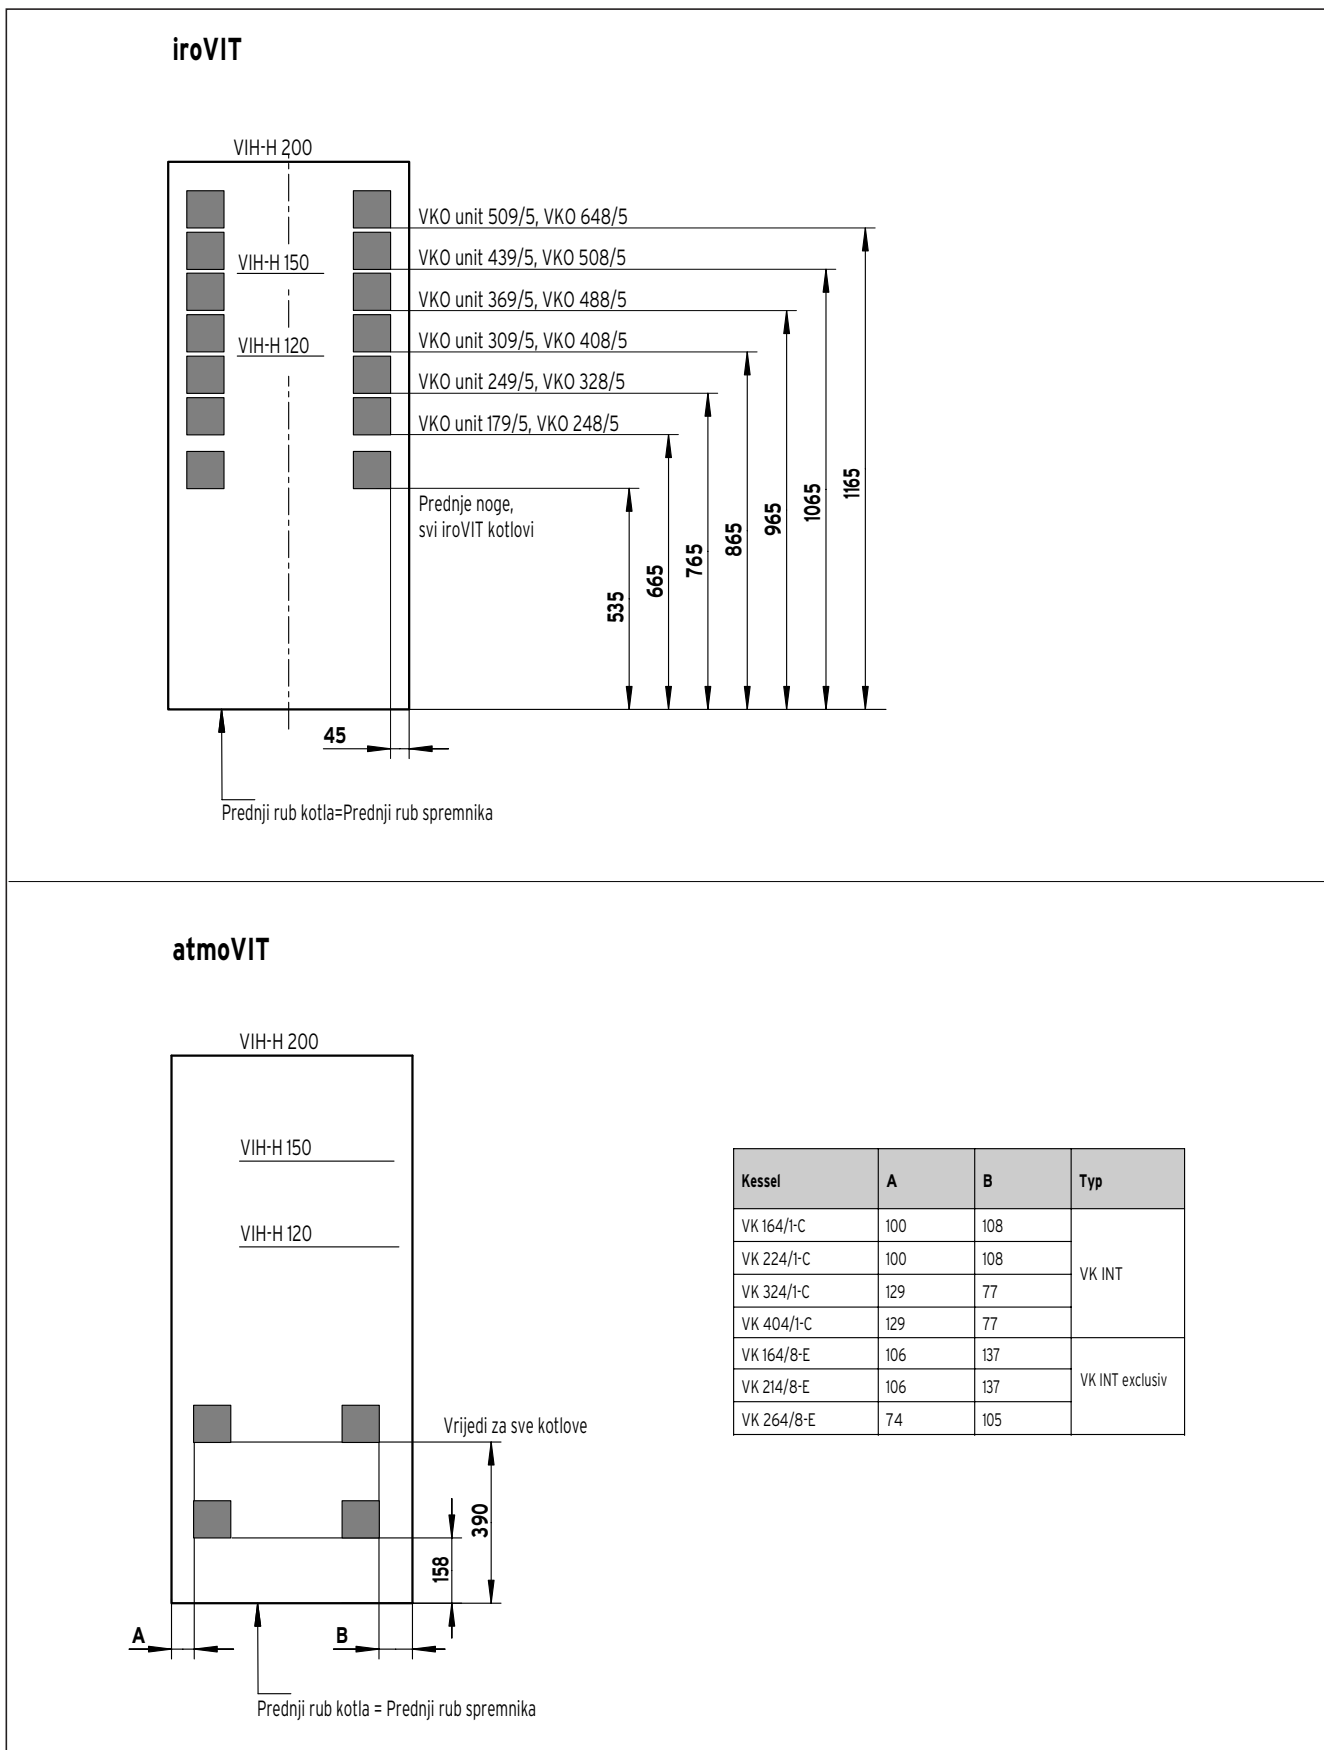 iroVIT
VIH-H 200
VKO unit 509/5, VKO 648/5
VIH-H 150
VKO unit 439/5, VKO 508/5
VKO unit 369/5, VKO 488/5
VIH-H 120
VKO unit 309/5, VKO 408/5
VKO unit 249/5, VKO 328/5
VKO unit 179/5, VKO 248/5
Prednje noge,
svi iroVIT kotlovi
535
665
765
865
965
1065
1165
45
Prednji rub kotla=Prednji rub spremnika
atmoVIT
VIH-H 200
VIH-H 150
VIH-H 120
Vrijedi za sve kotlove
390
158
A
B
Prednji rub kotla = Prednji rub spremnika
Kessel A B Typ
VK 164/1-C 100 108
VK 224/1-C 100 108
VK INT
VK 324/1-C 129 77
VK 404/1-C 129 77
VK 164/8-E 106 137
VK 214/8-E 106 137
VK INT exclusiv
VK 264/8-E 74 105